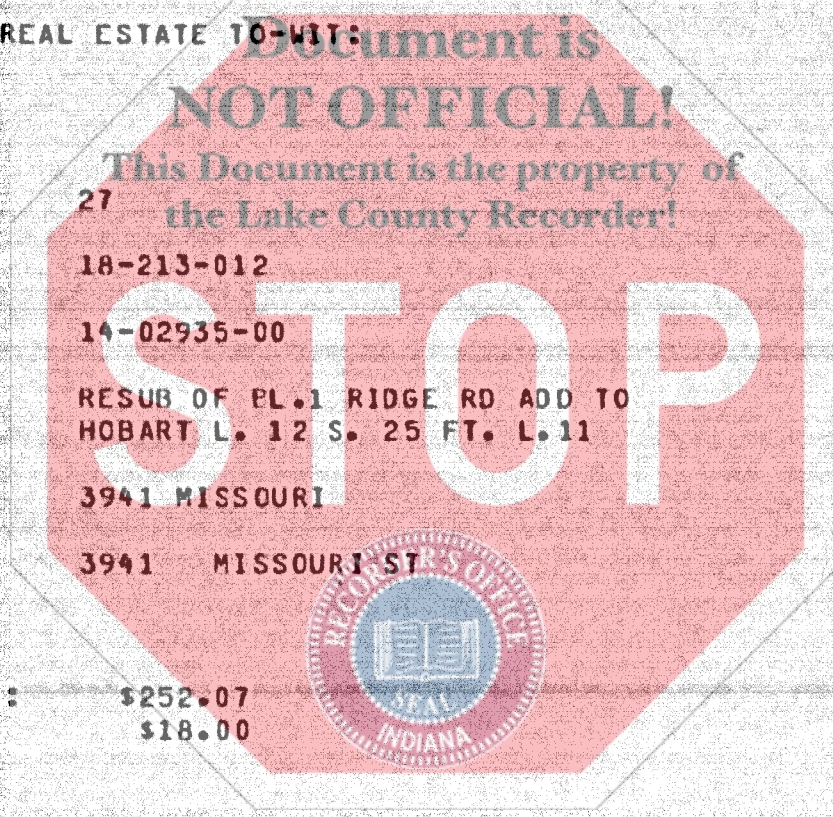 REAL ESTATE TO-WIT:
Document is
NOT OFFICIAL!
This Document is the property of
the Lake County Recorder!
27
18-213-012
STOP
14-02935-00
RESUB OF PL.1 RIDGE RD ADD TO
HOBART L. 12 S. 25 FT. L.11
3941 MISSOURI
3941 MISSOURI ST
RECORDER'S OFFICE
SEAL
INDIANA
: $252.07
$18.00